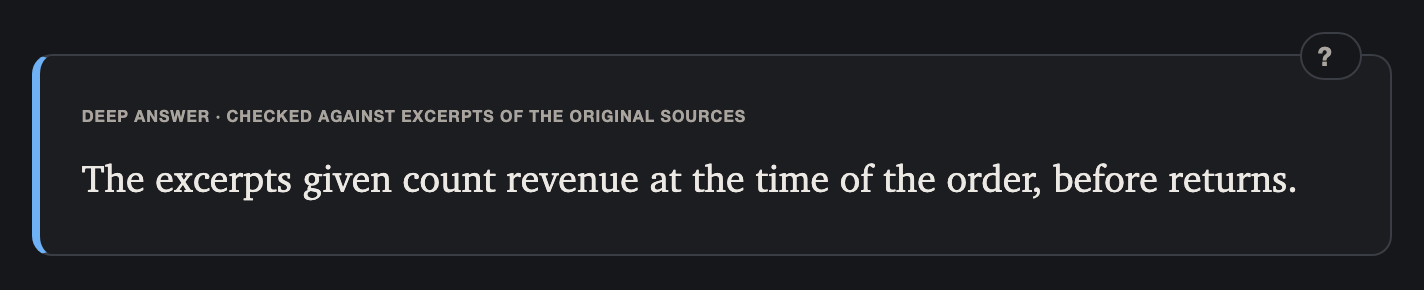 ?
DEEP ANSWER · CHECKED AGAINST EXCERPTS OF THE ORIGINAL SOURCES
The excerpts given count revenue at the time of the order, before returns.